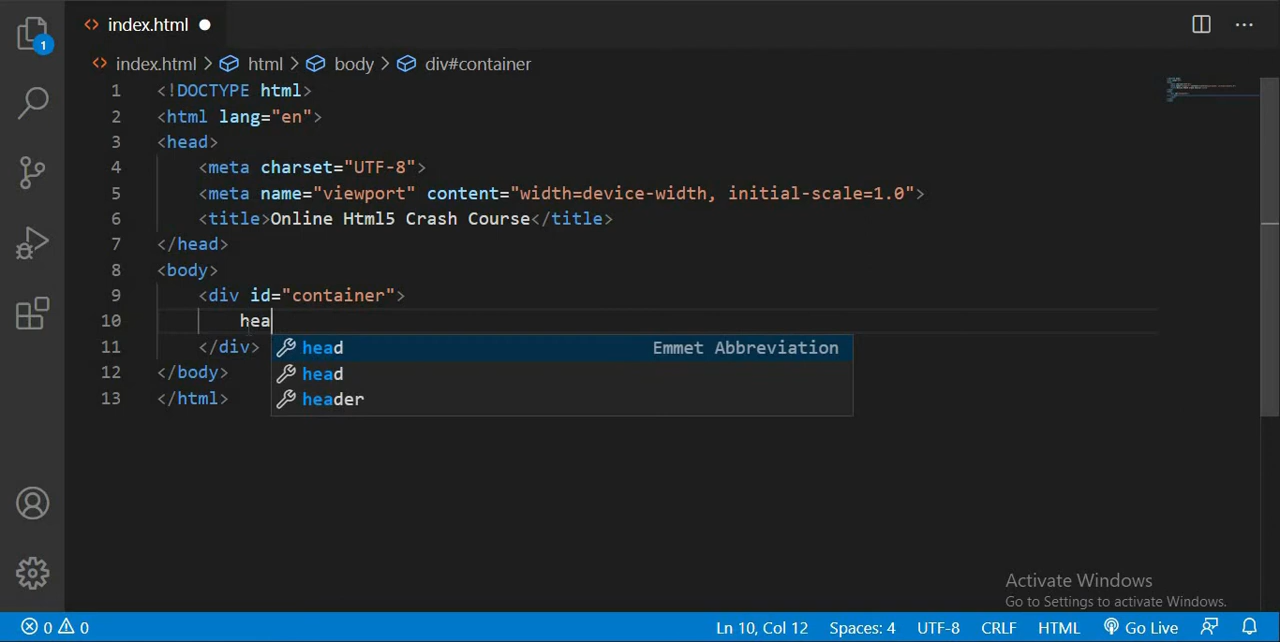 index.html
1
index.html > html > body > div#container
1 <!DOCTYPE html>
2 <html lang="en">
3 <head>
4 <meta charset="UTF-8">
5 <meta name="viewport" content="width=device-width, initial-scale=1.0">
6 <title>Online Html5 Crash Course</title>
7 </head>
8 <body>
9 <div id="container">
10 hea
head Emmet Abbreviation
11 </div>
head
12 </body>
header
13 </html>
Activate Windows
Go to Settings to activate Windows.
0 0 Ln 10, Col 12 Spaces: 4 UTF-8 CRLF HTML Go Live